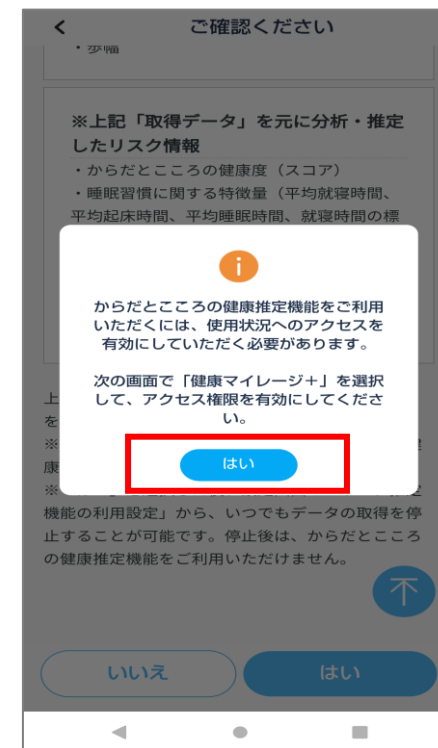 ご確認ください
・歩幅
※上記「取得データ」を元に分析・推定
したリスク情報
・からだとこころの健康度（スコア）
・睡眠習慣に関する特徴量（平均就寝時間、
平均起床時間、平均睡眠時間、就寝時間の標
からだとこころの健康推定機能をご利用
いただくには、使用状況へのアクセスを
有効にしていただく必要があります。
次の画面で「健康マイレージ+」を選択
して、アクセス権限を有効にしてくださ
い。
はい
上
を
※
康
※
機能の利用設定」から、いつでもデータの取得を停
止することが可能です。停止後は、からだとこころ
の健康推定機能をご利用いただけません。
いいえ
はい